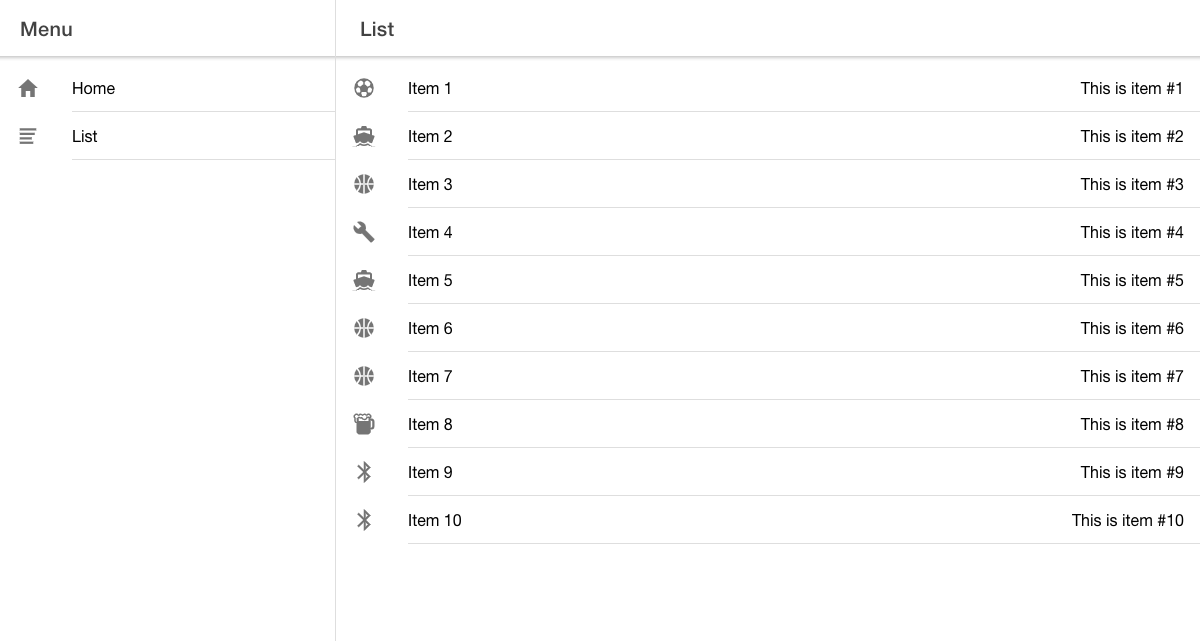 Menu
Home
List
List
Item 1 This is item #1
Item 2 This is item #2
Item 3 This is item #3
Item 4 This is item #4
Item 5 This is item #5
Item 6 This is item #6
Item 7 This is item #7
Item 8 This is item #8
Item 9 This is item #9
Item 10 This is item #10